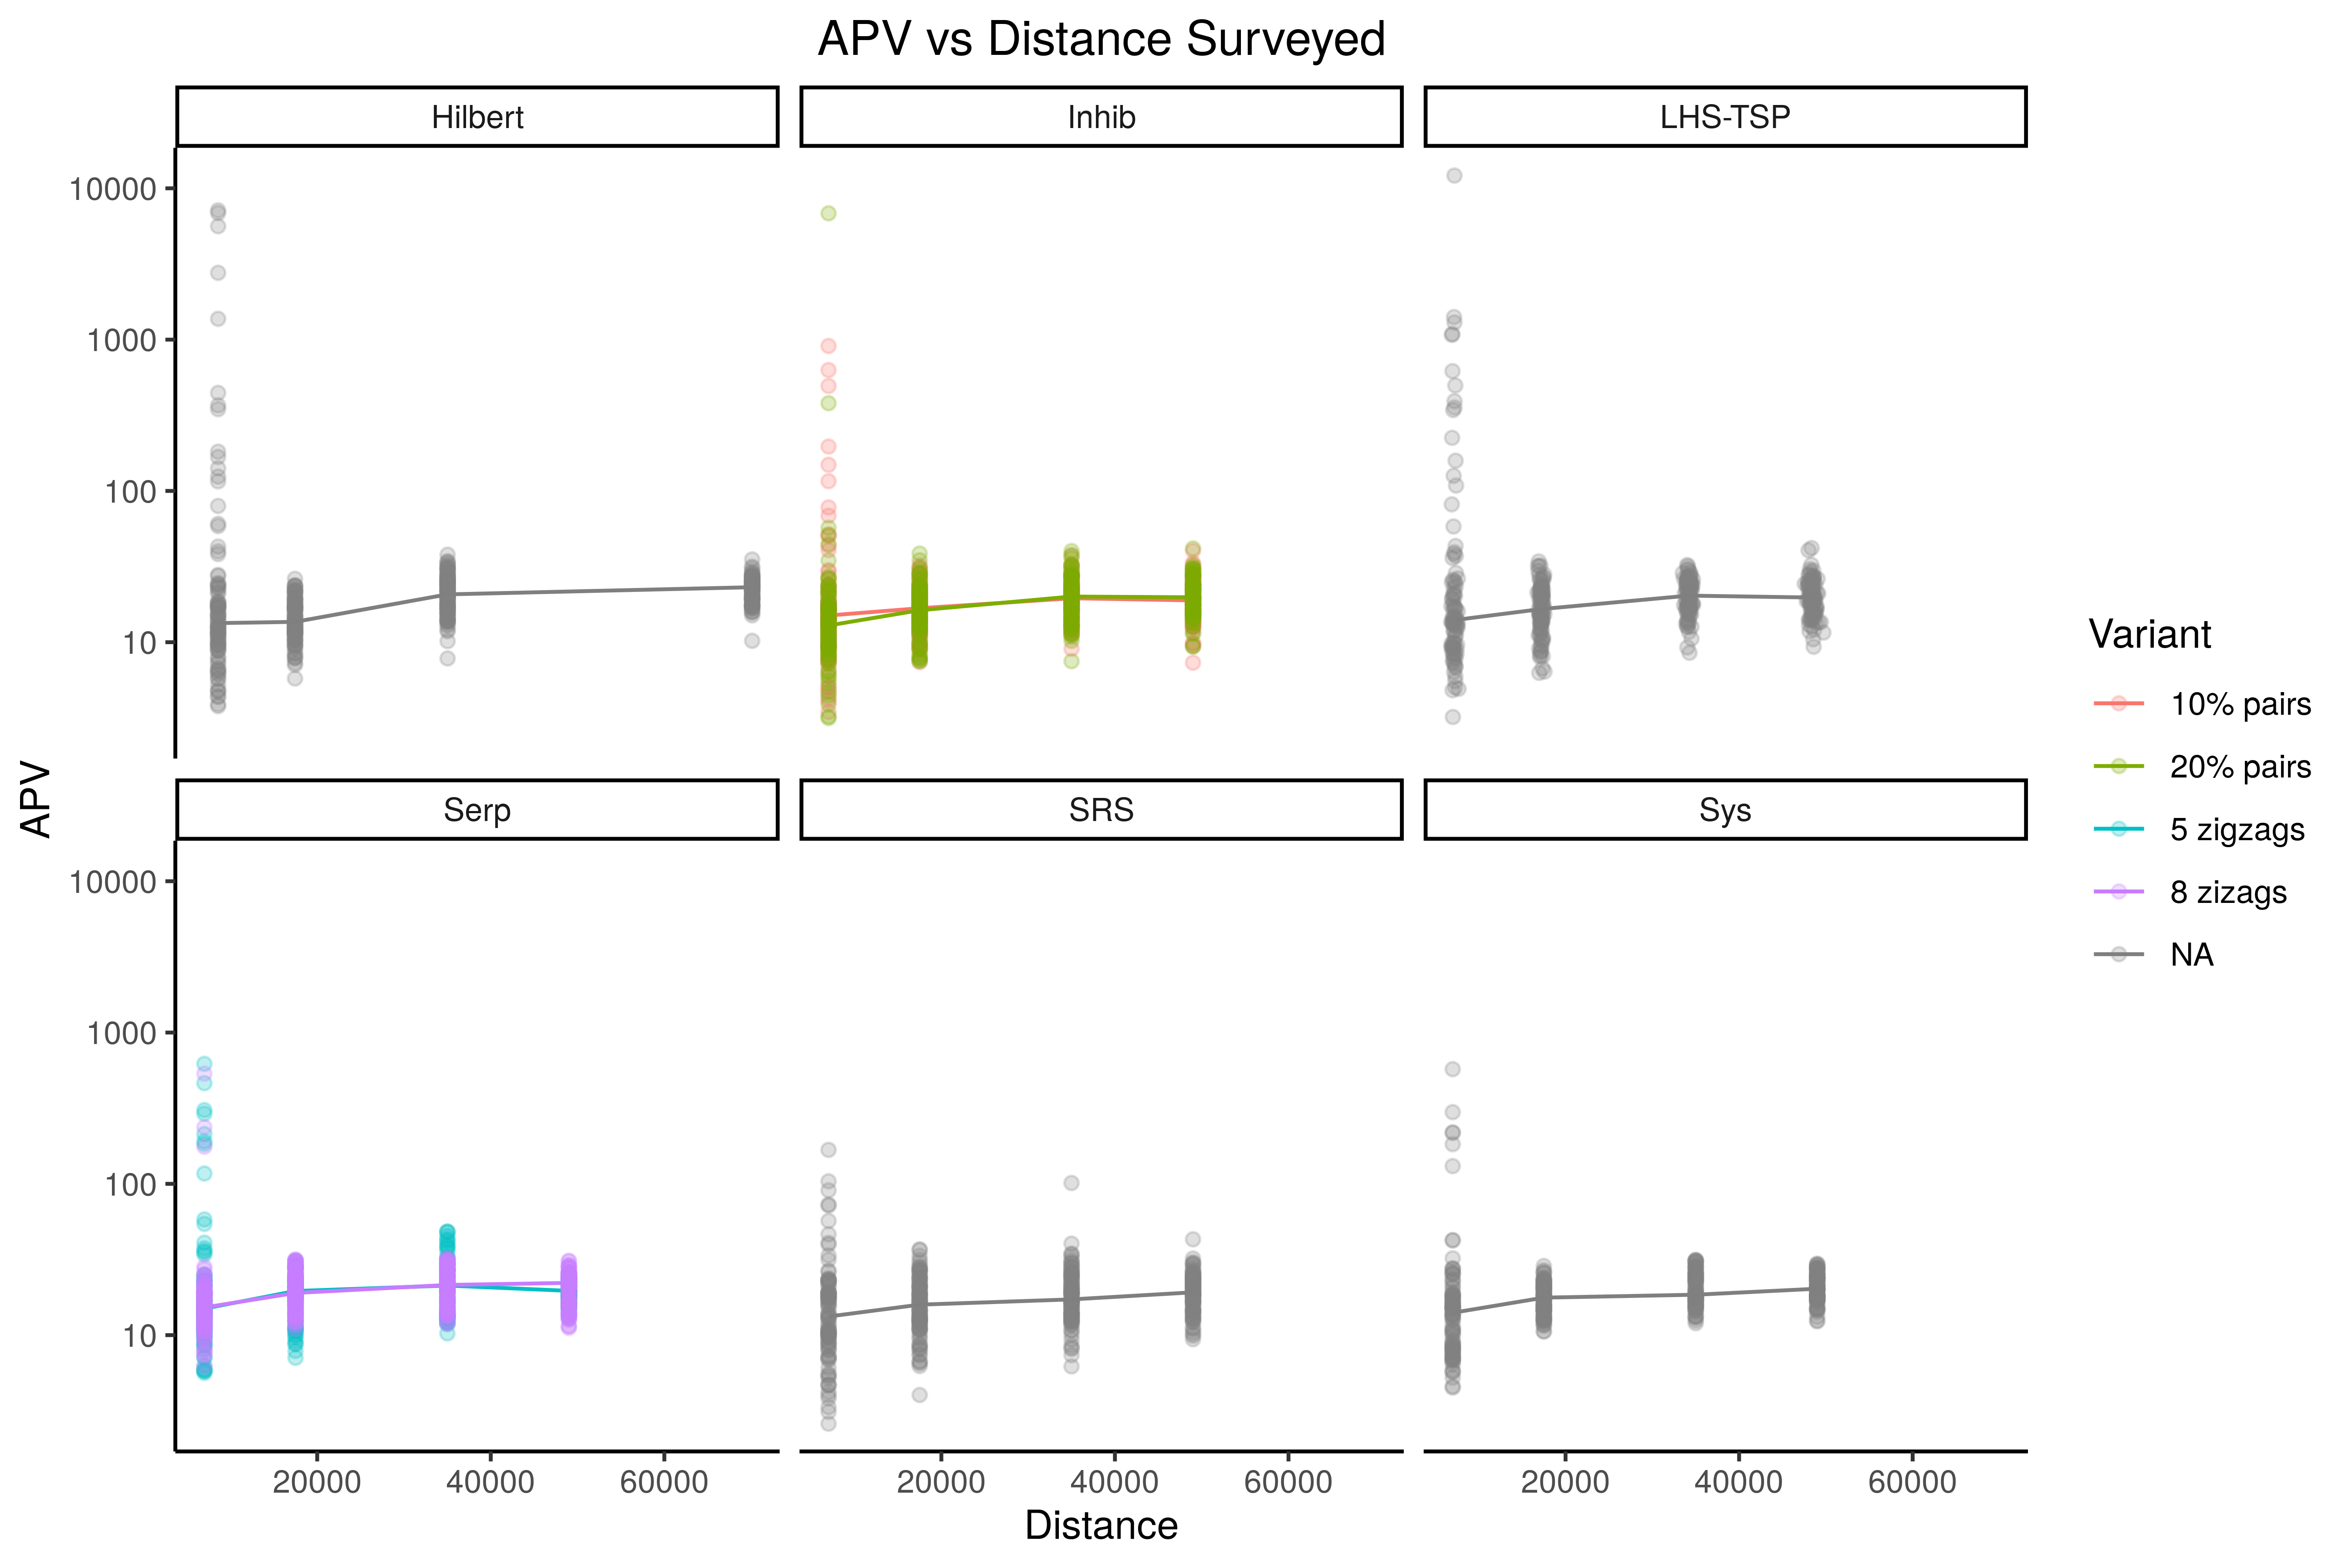 APV vs Distance Surveyed
Hilbert
Inhib
LHS-TSP
10000
1000
100
10
Serp
SRS
Sys
10000
1000
100
10
20000 40000 60000
20000 40000 60000
20000 40000 60000
Distance
APV
Variant
10% pairs
20% pairs
5 zigzags
8 zizags
NA